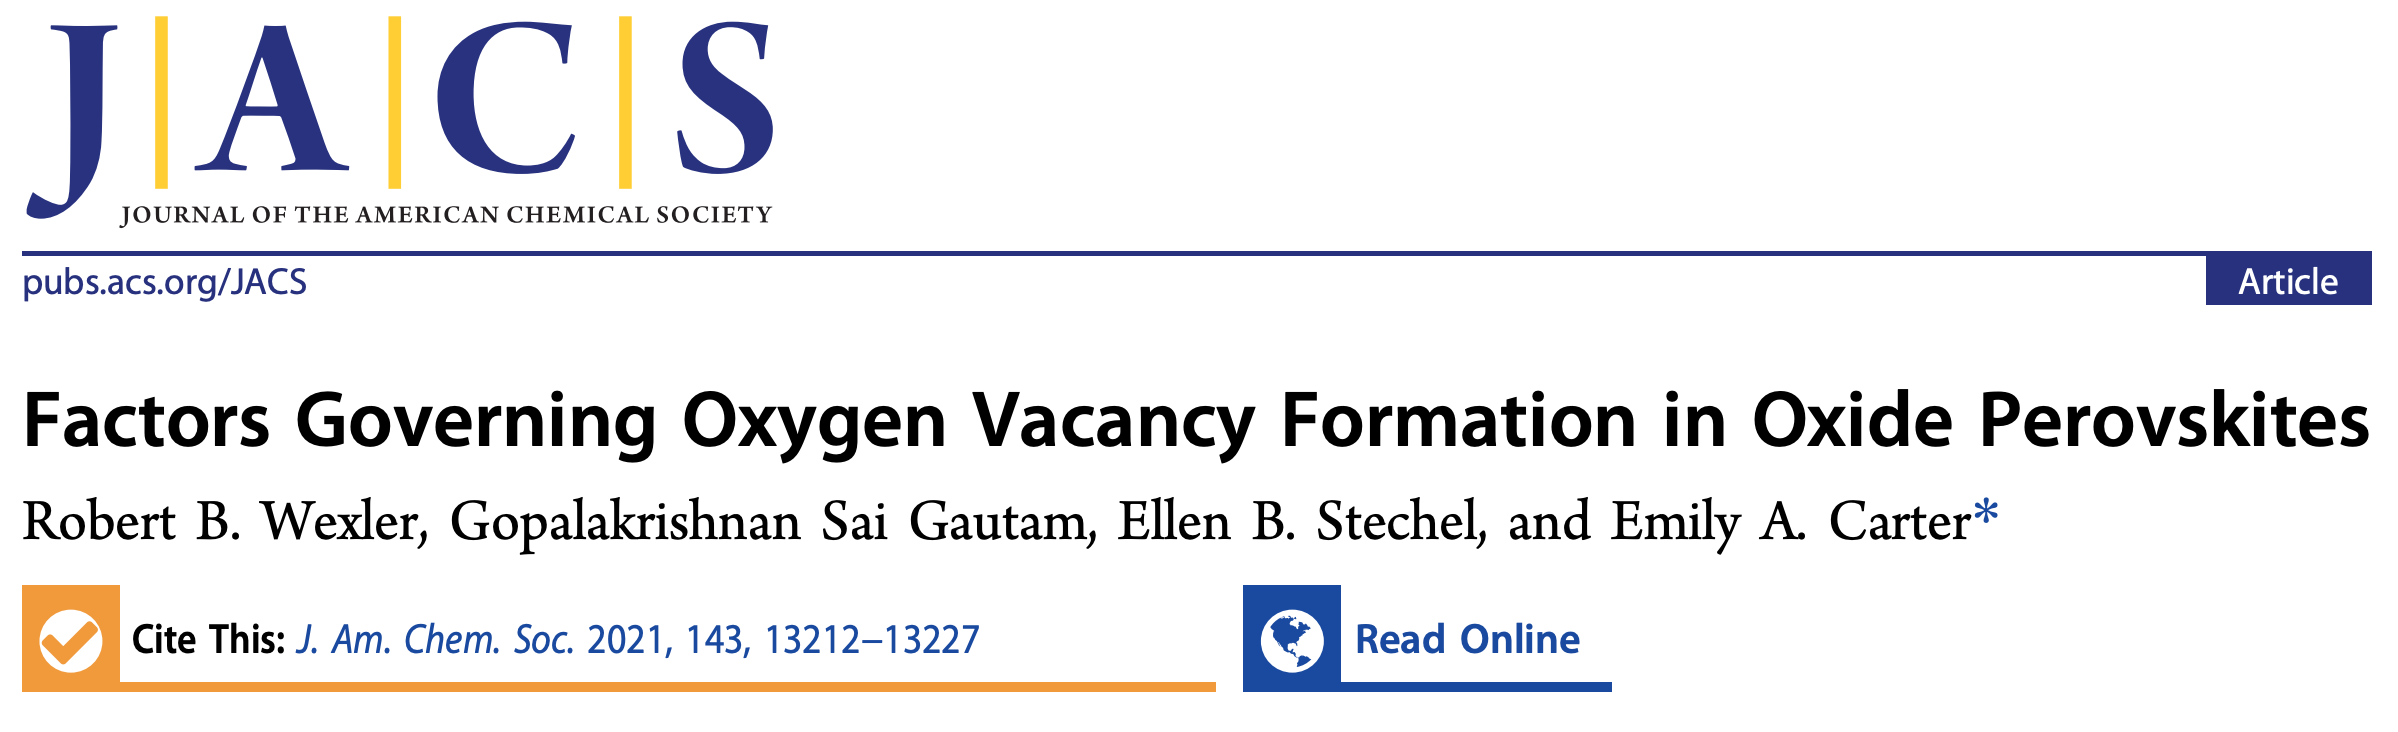 J|A|C|S
JOURNAL OF THE AMERICAN CHEMICAL SOCIETY
pubs.acs.org/JACS
Article
Factors Governing Oxygen Vacancy Formation in Oxide Perovskites
Robert B. Wexler, Gopalakrishnan Sai Gautam, Ellen B. Stechel, and Emily A. Carter*
Cite This: J. Am. Chem. Soc. 2021, 143, 13212–13227
Read Online